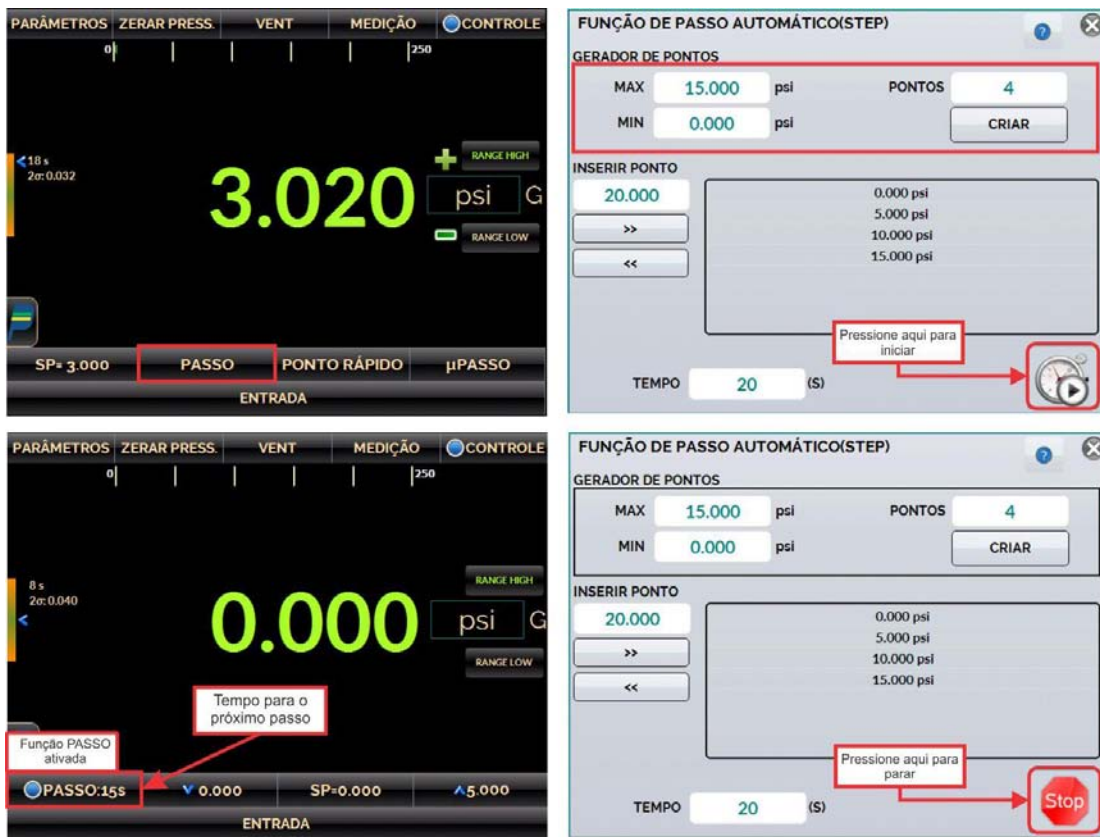 PARÂMETROS ZERAR PRESS. VENT MEDIÇÃO CONTROLE
0 250
18 s
2σ: 0.032
3.020
RANGE HIGH
psi G
RANGE LOW
SP= 3.000 PASSO PONTO RÁPIDO µPASSO
ENTRADA
FUNÇÃO DE PASSO AUTOMÁTICO(STEP)
?
GERADOR DE PONTOS
MAX 15.000 psi PONTOS 4
MIN 0.000 psi CRIAR
INSERIR PONTO
20.000
>>
<<
0.000 psi
5.000 psi
10.000 psi
15.000 psi
Pressione aqui para
iniciar
TEMPO 20 (S)
PARÂMETROS ZERAR PRESS. VENT MEDIÇÃO CONTROLE
0 250
8 s
2σ: 0.040
0.000
RANGE HIGH
psi G
RANGE LOW
Tempo para o
próximo passo
Função PASSO
ativada
PASSO:15s 0.000 SP=0.000 5.000
ENTRADA
FUNÇÃO DE PASSO AUTOMÁTICO(STEP)
?
GERADOR DE PONTOS
MAX 15.000 psi PONTOS 4
MIN 0.000 psi CRIAR
INSERIR PONTO
20.000
>>
<<
0.000 psi
5.000 psi
10.000 psi
15.000 psi
Pressione aqui para
parar
TEMPO 20 (S)
Stop